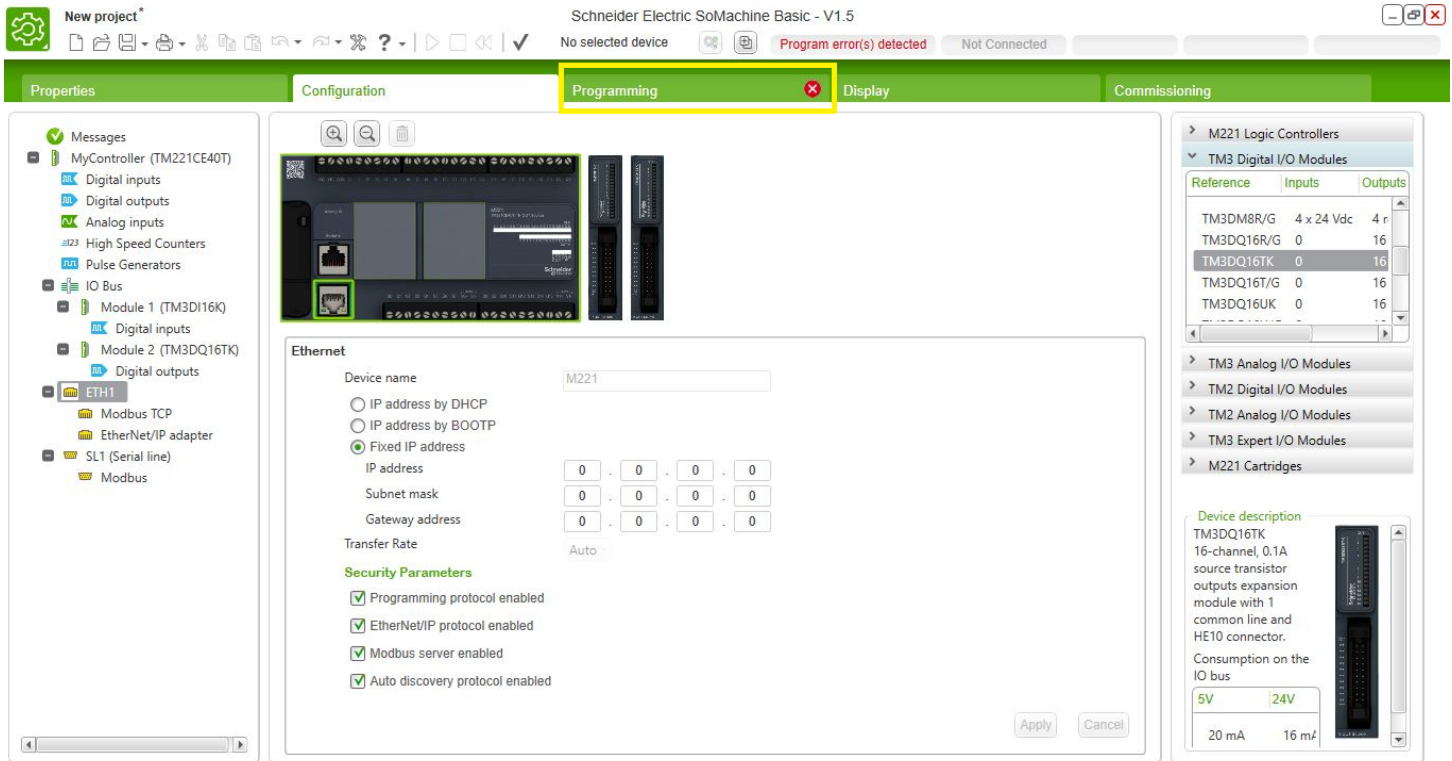 New project*
Schneider Electric SoMachine Basic - V1.5
No selected device
Program error(s) detected
Not Connected
Properties
Configuration
Programming
Display
Commissioning
Messages
MyController (TM221CE40T)
Digital inputs
Digital outputs
Analog inputs
High Speed Counters
Pulse Generators
IO Bus
Module 1 (TM3DI16K)
Digital inputs
Module 2 (TM3DQ16TK)
Digital outputs
ETH1
Modbus TCP
EtherNet/IP adapter
SL1 (Serial line)
Modbus
Ethernet
Device name M221
IP address by DHCP
IP address by BOOTP
Fixed IP address
IP address 0 . 0 . 0 . 0
Subnet mask 0 . 0 . 0 . 0
Gateway address 0 . 0 . 0 . 0
Transfer Rate Auto
Security Parameters
Programming protocol enabled
EtherNet/IP protocol enabled
Modbus server enabled
Auto discovery protocol enabled
Apply Cancel
M221 Logic Controllers
TM3 Digital I/O Modules
Reference Inputs Outputs
TM3DM8R/G 4 x 24 Vdc 4 r
TM3DQ16R/G 0 16
TM3DQ16TK 0 16
TM3DQ16T/G 0 16
TM3DQ16UK 0 16
TM3 Analog I/O Modules
TM2 Digital I/O Modules
TM2 Analog I/O Modules
TM3 Expert I/O Modules
M221 Cartridges
Device description
TM3DQ16TK
16-channel, 0.1A
source transistor
outputs expansion
module with 1
common line and
HE10 connector.
Consumption on the
IO bus
5V 24V
20 mA 16 mA